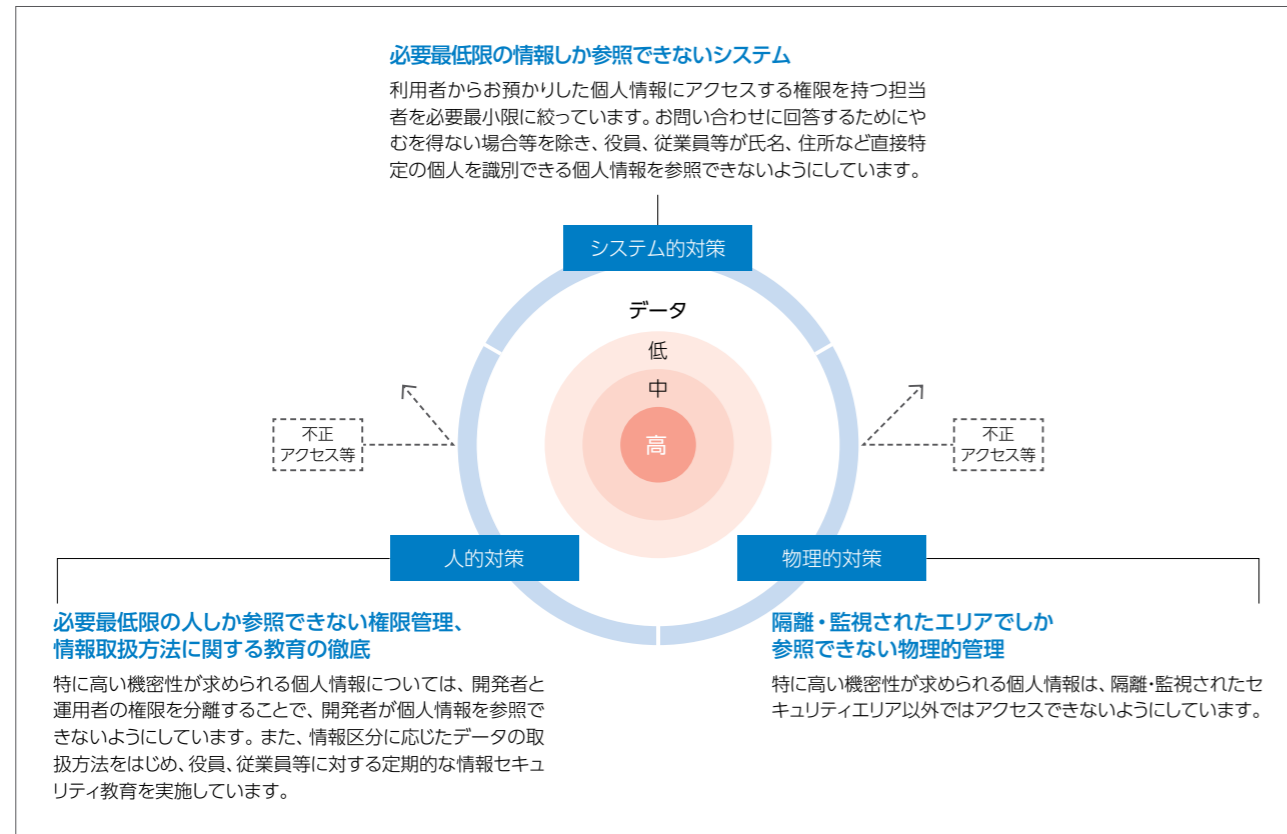 必要最低限の情報しか参照できないシステム
利用者からお預かりした個人情報にアクセスする権限を持つ担当
者を必要最小限に絞っています。お問い合わせに回答するためにや
むを得ない場合等を除き、役員、従業員等が氏名、住所など直接特
定の個人を識別できる個人情報を参照できないようにしています。
システム的対策
データ
低
中
高
不正
アクセス等
不正
アクセス等
人的対策
物理的対策
必要最低限の人しか参照できない権限管理、
情報取扱方法に関する教育の徹底
特に高い機密性が求められる個人情報については、開発者と
運用者の権限を分離することで、開発者が個人情報を参照で
きないようにしています。また、情報区分に応じたデータの取
扱方法をはじめ、役員、従業員等に対する定期的な情報セキュ
リティ教育を実施しています。
隔離・監視されたエリアでしか
参照できない物理的管理
特に高い機密性が求められる個人情報は、隔離・監視されたセ
キュリティエリア以外ではアクセスできないようにしています。